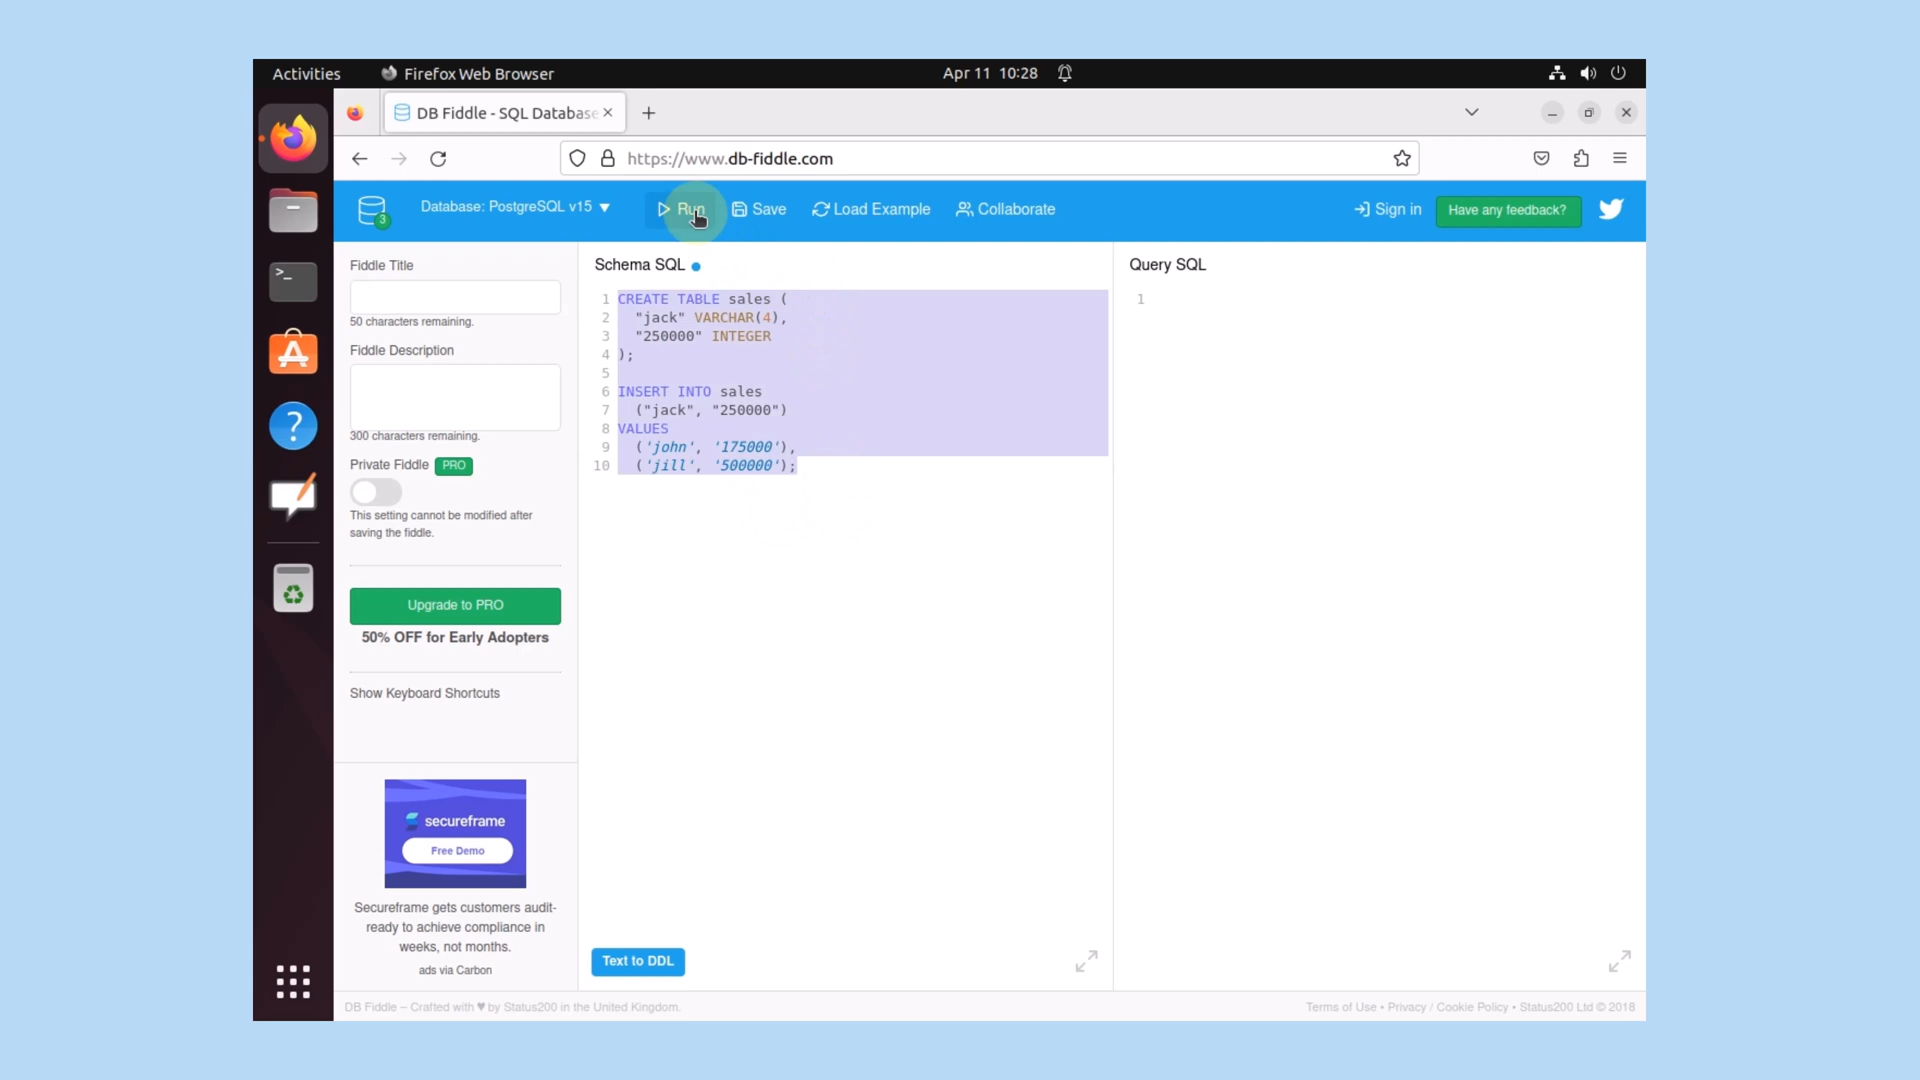 Activities
Firefox Web Browser
Apr 11 10:28
DB Fiddle - SQL Database
https://www.db-fiddle.com
3
Database: PostgreSQL v15 ▼
Run
Save
Load Example
Collaborate
Sign in
Have any feedback?
Fiddle Title
50 characters remaining.
Fiddle Description
300 characters remaining.
Private Fiddle PRO
This setting cannot be modified after
saving the fiddle.
Upgrade to PRO
50% OFF for Early Adopters
Show Keyboard Shortcuts
secureframe
Free Demo
Secureframe gets customers audit-
ready to achieve compliance in
weeks, not months.
ads via Carbon
Schema SQL
1 CREATE TABLE sales (
2 "jack" VARCHAR(4),
3 "250000" INTEGER
4 );
5
6 INSERT INTO sales
7 ("jack", "250000")
8 VALUES
9 ('john', '175000'),
10 ('jill', '500000');
Text to DDL
Query SQL
1
DB Fiddle – Crafted with ♥ by Status200 in the United Kingdom.
Terms of Use • Privacy / Cookie Policy • Status200 Ltd © 2018